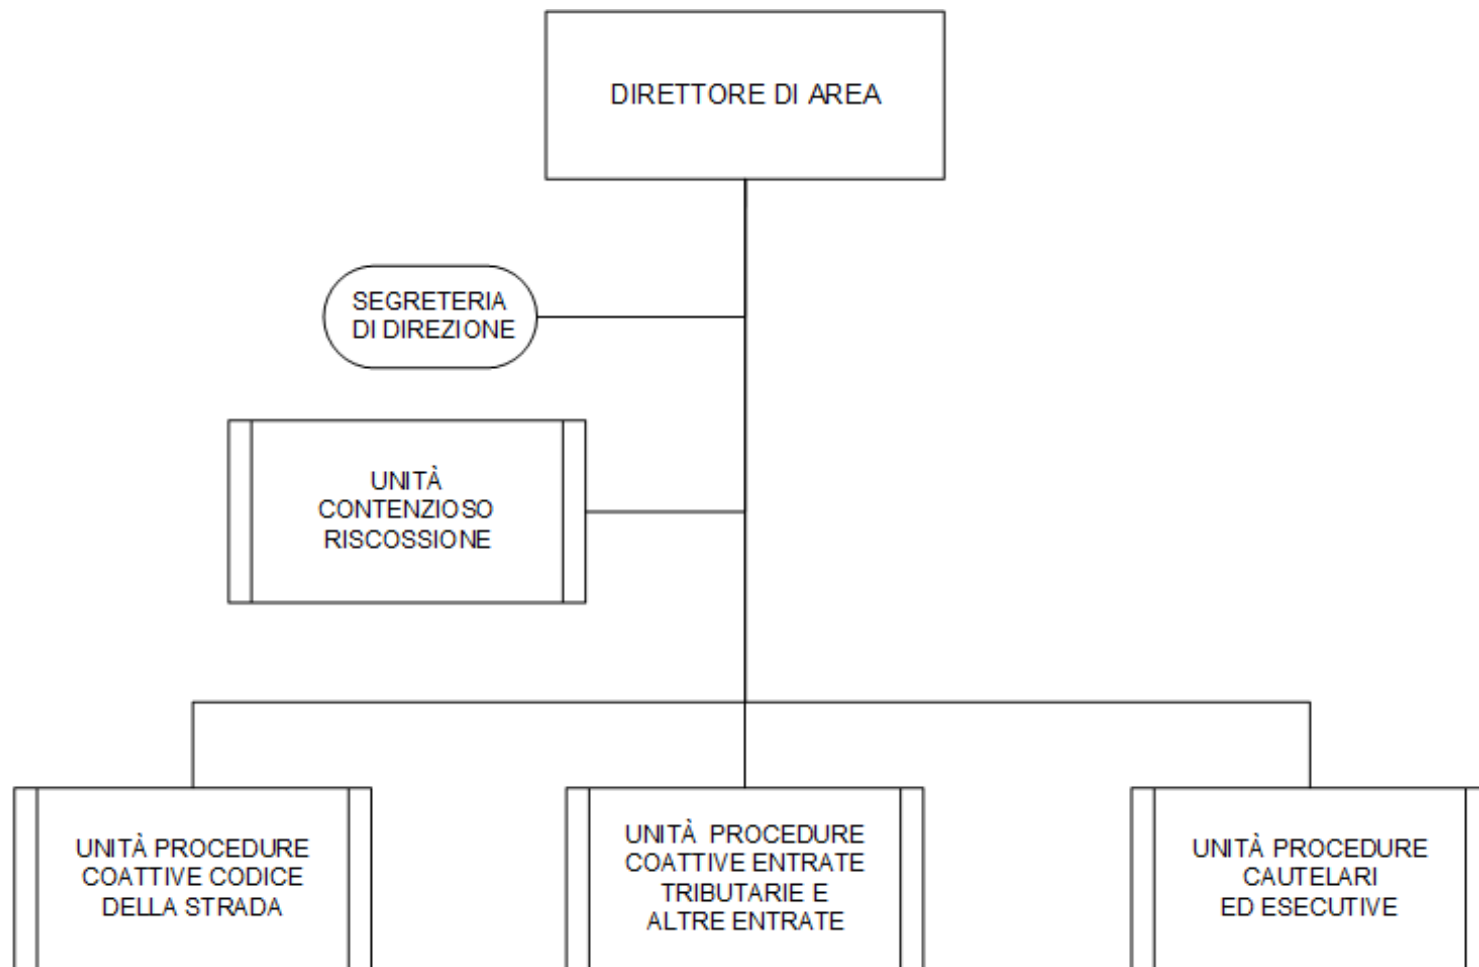 DIRETTORE DI AREA
SEGRETERIA
DI DIREZIONE
UNITÀ
CONTENZIOSO
RISCOSSIONE
UNITÀ PROCEDURE
COATTIVE CODICE
DELLA STRADA
UNITÀ PROCEDURE
COATTIVE ENTRATE
TRIBUTARIE E
ALTRE ENTRATE
UNITÀ PROCEDURE
CAUTELARI
ED ESECUTIVE